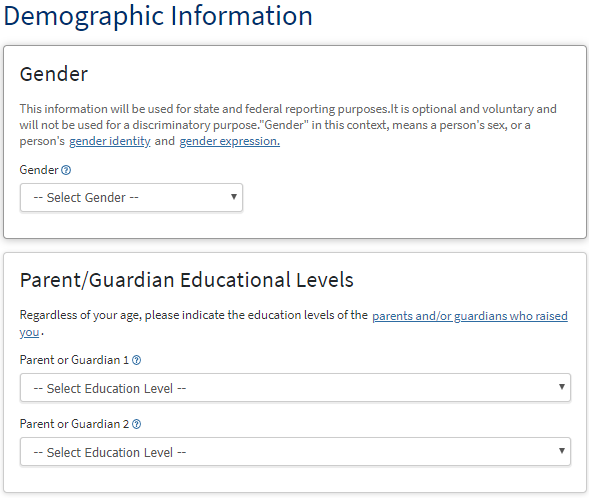 Demographic Information
Gender
This information will be used for state and federal reporting purposes.It is optional and voluntary and
will not be used for a discriminatory purpose."Gender" in this context, means a person's sex, or a
person's gender identity and gender expression.
Gender
-- Select Gender --
Parent/Guardian Educational Levels
Regardless of your age, please indicate the education levels of the parents and/or guardians who raised
you.
Parent or Guardian 1
-- Select Education Level --
Parent or Guardian 2
-- Select Education Level --